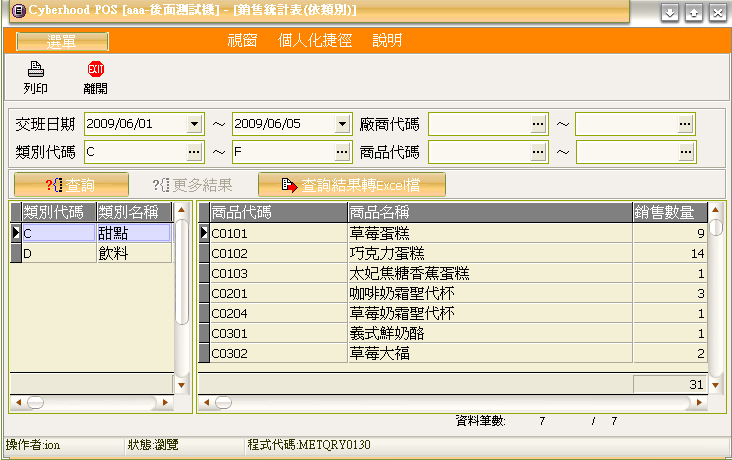 Cyberhood POS [aaa-後面測試機] - [銷售統計表(依類別)]
選單 視窗 個人化捷徑 說明
列印 離開
交班日期 2009/06/01 ~ 2009/06/05 廠商代碼 ~
類別代碼 C ~ F 商品代碼 ~
查詢 更多結果 查詢結果轉Excel檔
類別代碼 類別名稱
C 甜點
D 飲料
商品代碼 商品名稱 銷售數量
C0101 草莓蛋糕 9
C0102 巧克力蛋糕 14
C0103 太妃焦糖香蕉蛋糕 1
C0201 咖啡奶霜聖代杯 3
C0204 草莓奶霜聖代杯 1
C0301 義式鮮奶酪 1
C0302 草莓大福 2
31
資料筆數: 7 / 7
操作者:ion 狀態:瀏覽 程式代碼:METQRY0130